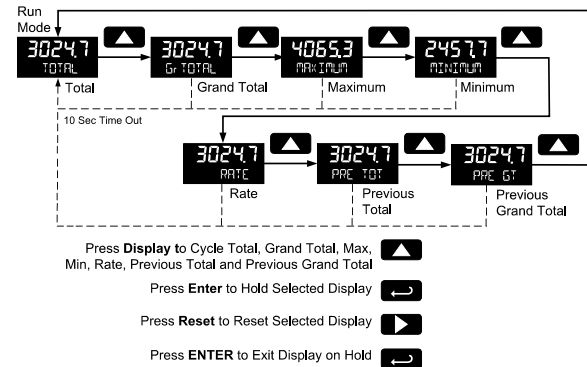 Run
Mode
3024.7
TOTAL
3024.7
Gr TOTAL
4065.3
MAXIMUM
2457.7
MINIMUM
Total
Grand Total
Maximum
Minimum
10 Sec Time Out
3024.7
RATE
3024.7
PRE TOT
3024.7
PRE GT
Rate
Previous
Total
Previous
Grand Total
Press Display to Cycle Total, Grand Total, Max,
Min, Rate, Previous Total and Previous Grand Total
Press Enter to Hold Selected Display
Press Reset to Reset Selected Display
Press ENTER to Exit Display on Hold